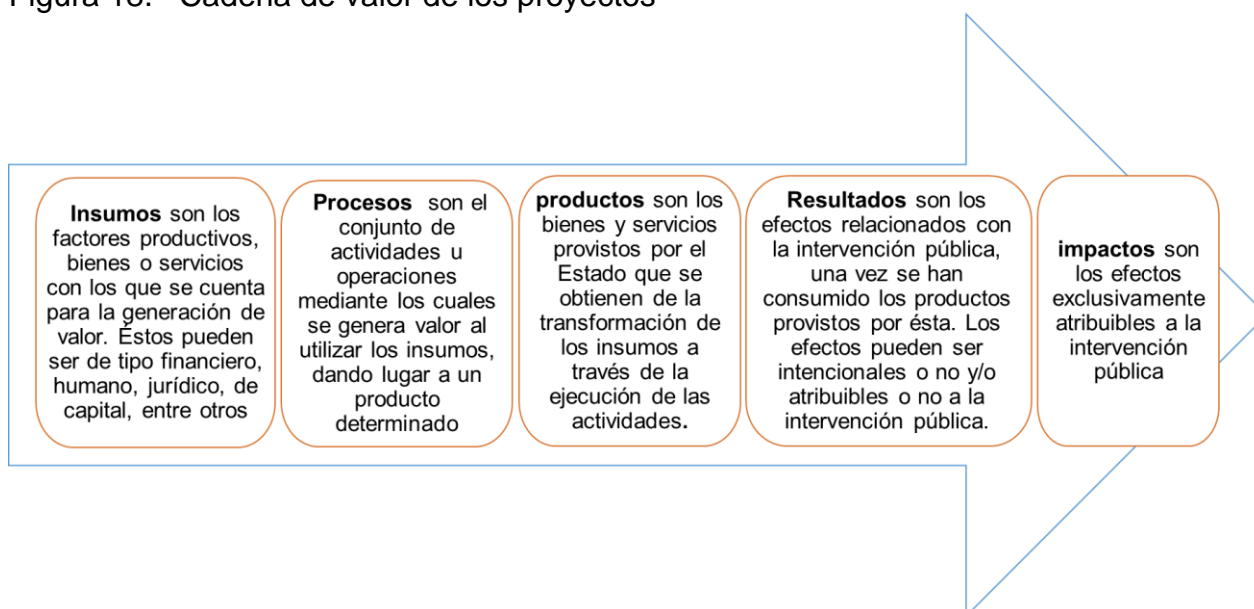 Figura 18. Cadena de valor de los proyectos
Insumos son los
factores productivos,
bienes o servicios
con los que se cuenta
para la generación de
valor. Éstos pueden
ser de tipo financiero,
humano, jurídico, de
capital, entre otros
Procesos son el
conjunto de
actividades u
operaciones
mediante los cuales
se genera valor al
utilizar los insumos,
dando lugar a un
producto
determinado
productos son los
bienes y servicios
provistos por el
Estado que se
obtienen de la
transformación de
los insumos a
través de la
ejecución de las
actividades.
Resultados son los
efectos relacionados con
la intervención pública,
una vez se han
consumido los productos
provistos por ésta. Los
efectos pueden ser
intencionales o no y/o
atribuibles o no a la
intervención pública.
impactos son
los efectos
exclusivamente
atribuibles a la
intervención
pública